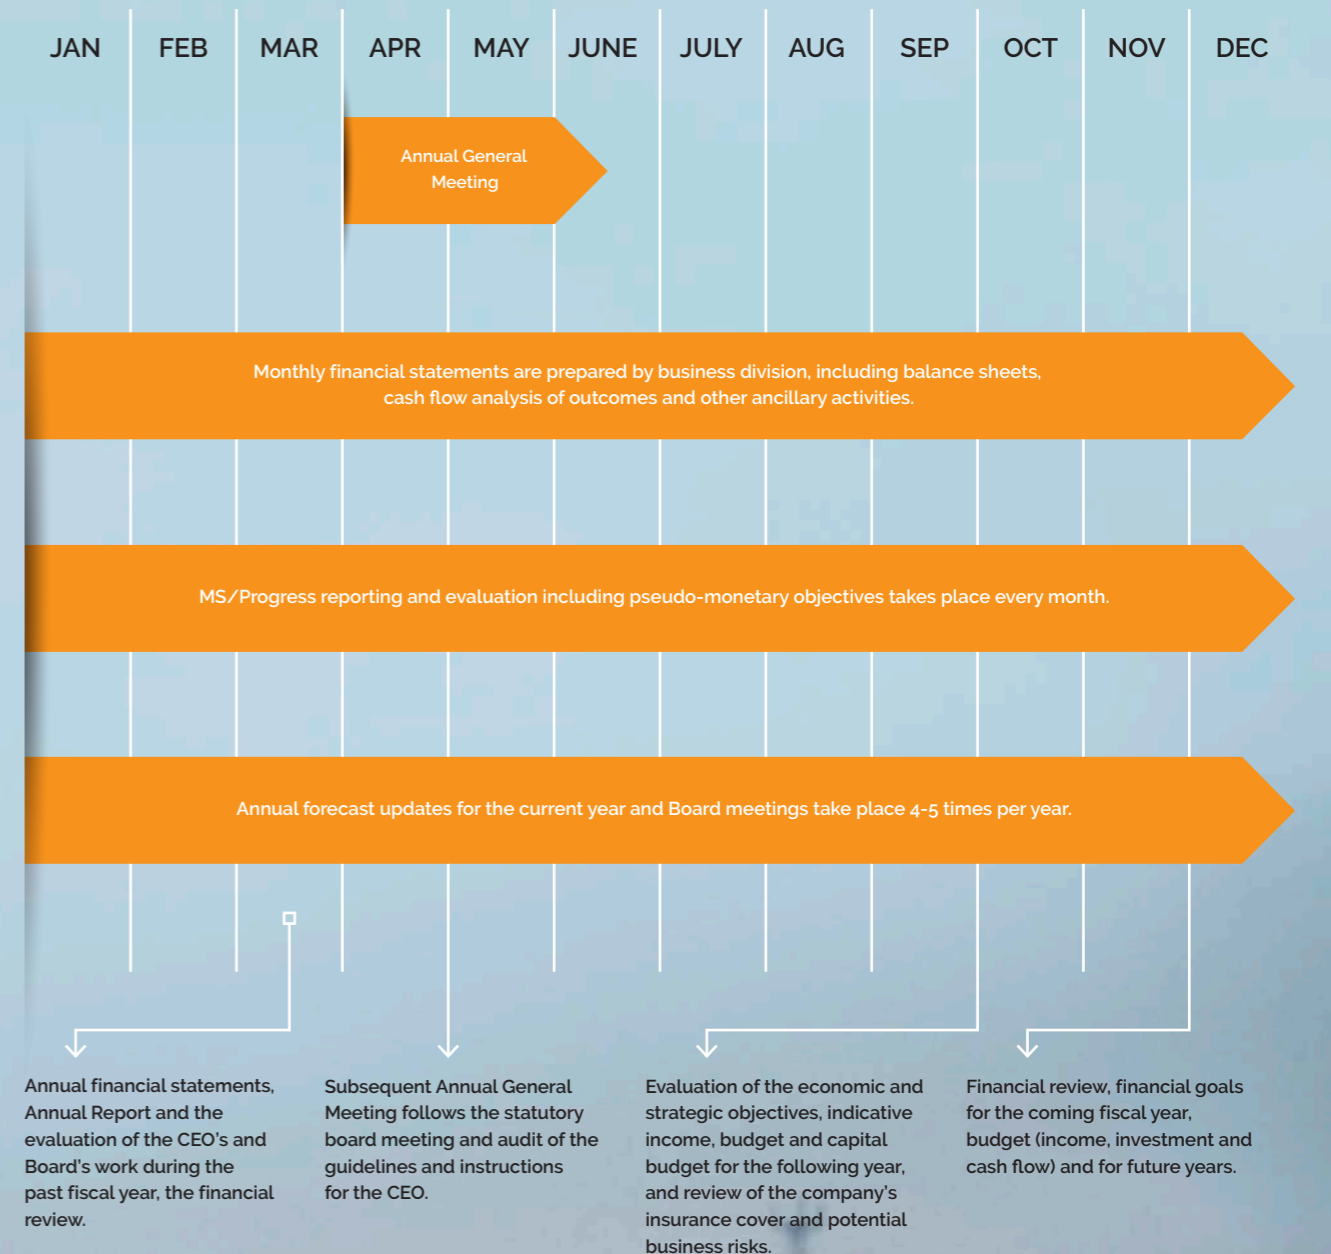 JAN FEB MAR APR MAY JUNE JULY AUG SEP OCT NOV DEC
Annual General
Meeting
Monthly financial statements are prepared by business division, including balance sheets,
cash flow analysis of outcomes and other ancillary activities.
MS/Progress reporting and evaluation including pseudo-monetary objectives takes place every month.
Annual forecast updates for the current year and Board meetings take place 4-5 times per year.
Annual financial statements,
Annual Report and the
evaluation of the CEO's and
Board's work during the
past fiscal year, the financial
review.
Subsequent Annual General
Meeting follows the statutory
board meeting and audit of the
guidelines and instructions
for the CEO.
Evaluation of the economic and
strategic objectives, indicative
income, budget and capital
budget for the following year,
and review of the company's
insurance cover and potential
business risks.
Financial review, financial goals
for the coming fiscal year,
budget (income, investment and
cash flow) and for future years.